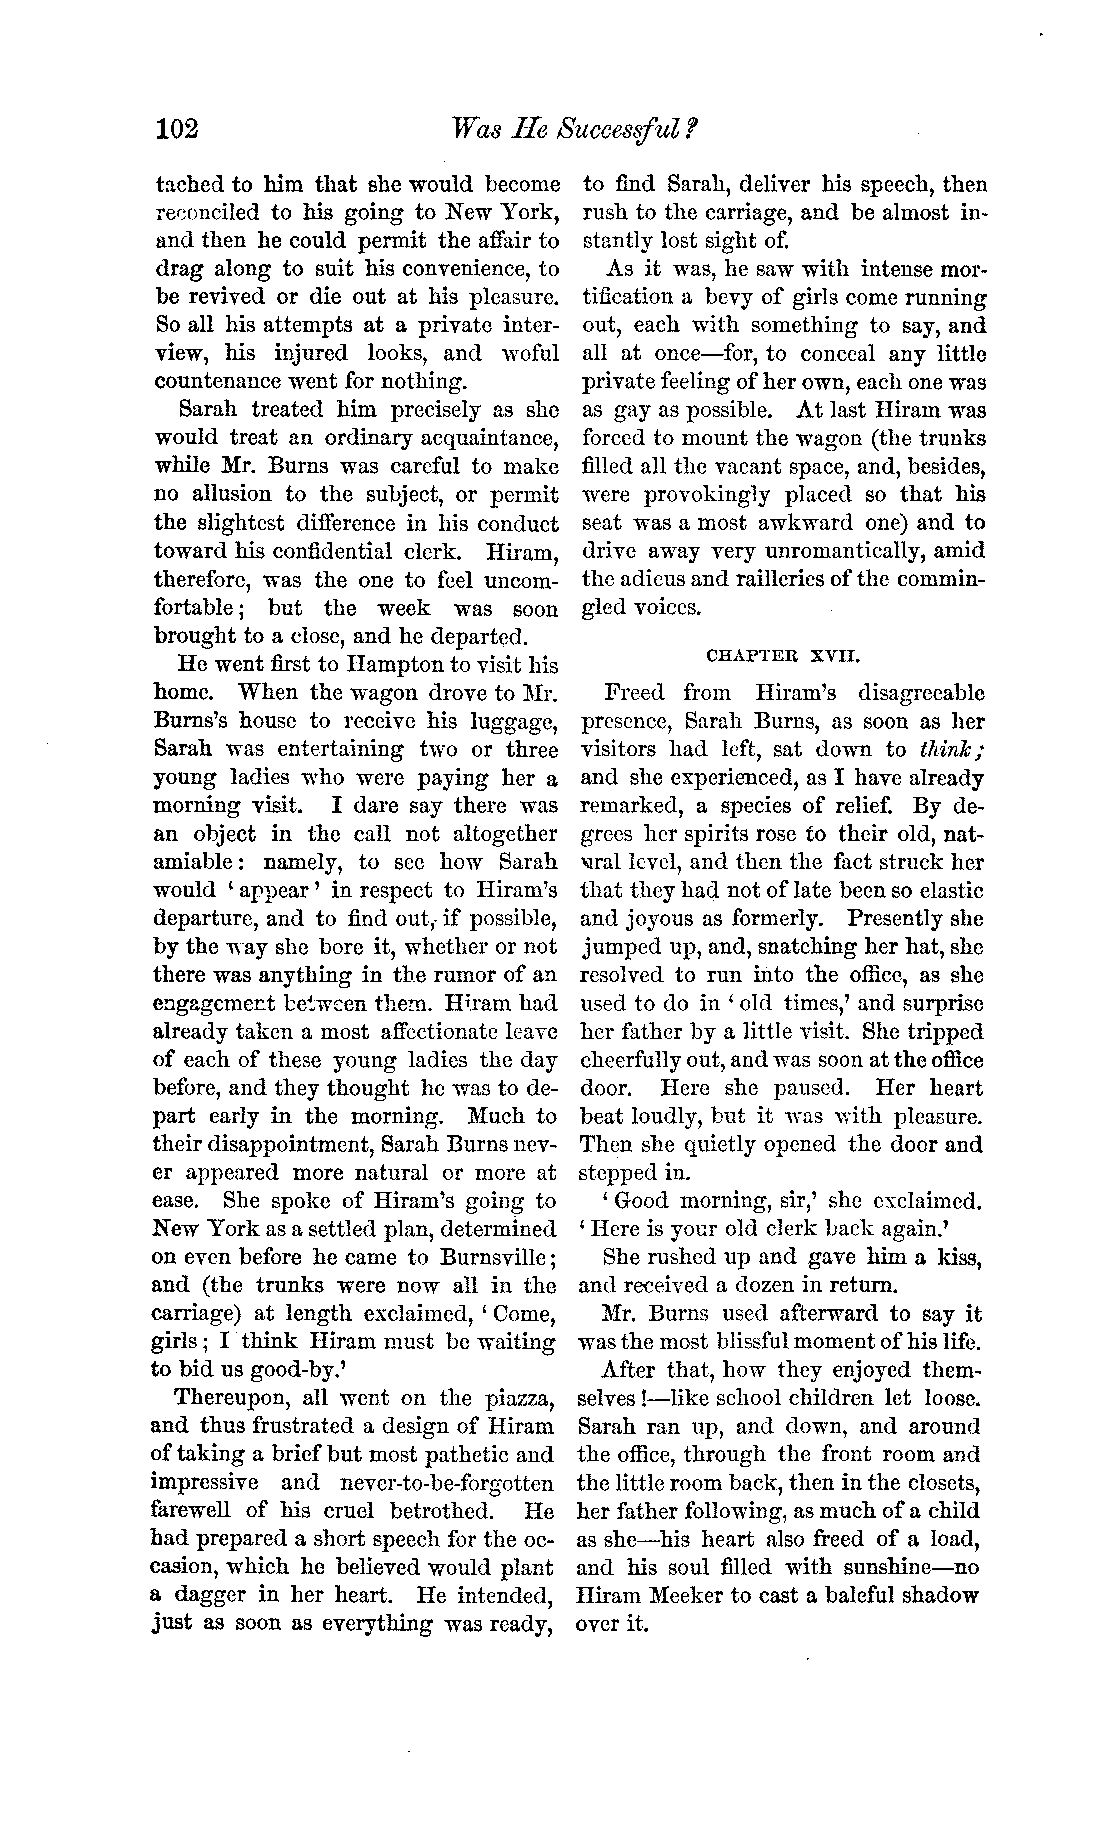 102
Was He Successful?
tached to him that she would become
reconciled to his going to New York,
and then he could permit the affair to
drag along to suit his convenience, to
be revived or die out at his pleasure.
So all his attempts at a private inter-
view, his injured looks, and woful
countenance went for nothing.
Sarah treated him precisely as she
would treat an ordinary acquaintance,
while Mr. Burns was careful to make
no allusion to the subject, or permit
the slightest difference in his conduct
toward his confidential clerk. Hiram,
therefore, was the one to feel uncom-
fortable; but the week was soon
brought to a close, and he departed.
He went first to Hampton to visit his
home. When the wagon drove to Mr.
Burns's house to receive his luggage,
Sarah was entertaining two or three
young ladies who were paying her a
morning visit. I dare say there was
an object in the call not altogether
amiable: namely, to see how Sarah
would 'appear' in respect to Hiram's
departure, and to find out, if possible,
by the way she bore it, whether or not
there was anything in the rumor of an
engagement between them. Hiram had
already taken a most affectionate leave
of each of these young ladies the day
before, and they thought he was to de-
part early in the morning. Much to
their disappointment, Sarah Burns nev-
er appeared more natural or more at
ease. She spoke of Hiram's going to
New York as a settled plan, determined
on even before he came to Burnsville;
and (the trunks were now all in the
carriage) at length exclaimed, 'Come,
girls; I think Hiram must be waiting
to bid us good-by.'
Thereupon, all went on the piazza,
and thus frustrated a design of Hiram
of taking a brief but most pathetic and
impressive and never-to-be-forgotten
farewell of his cruel betrothed. He
had prepared a short speech for the oc-
casion, which he believed would plant
a dagger in her heart. He intended,
just as soon as everything was ready,
to find Sarah, deliver his speech, then
rush to the carriage, and be almost in-
stantly lost sight of.
As it was, he saw with intense mor-
tification a bevy of girls come running
out, each with something to say, and
all at once—for, to conceal any little
private feeling of her own, each one was
as gay as possible. At last Hiram was
forced to mount the wagon (the trunks
filled all the vacant space, and, besides,
were provokingly placed so that his
seat was a most awkward one) and to
drive away very unromantically, amid
the adieus and railleries of the commin-
gled voices.
CHAPTER XVII.
Freed from Hiram's disagreeable
presence, Sarah Burns, as soon as her
visitors had left, sat down to think;
and she experienced, as I have already
remarked, a species of relief. By de-
grees her spirits rose to their old, nat-
ural level, and then the fact struck her
that they had not of late been so elastic
and joyous as formerly. Presently she
jumped up, and, snatching her hat, she
resolved to run into the office, as she
used to do in 'old times,' and surprise
her father by a little visit. She tripped
cheerfully out, and was soon at the office
door. Here she paused. Her heart
beat loudly, but it was with pleasure.
Then she quietly opened the door and
stepped in.
'Good morning, sir,' she exclaimed.
'Here is your old clerk back again.'
She rushed up and gave him a kiss,
and received a dozen in return.
Mr. Burns used afterward to say it
was the most blissful moment of his life.
After that, how they enjoyed them-
selves!—like school children let loose.
Sarah ran up, and down, and around
the office, through the front room and
the little room back, then in the closets,
her father following, as much of a child
as she—his heart also freed of a load,
and his soul filled with sunshine—no
Hiram Meeker to cast a baleful shadow
over it.